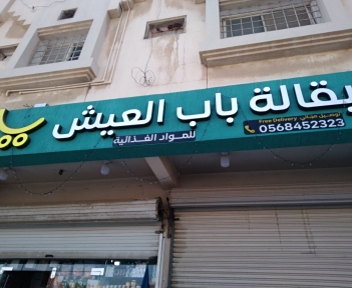 بقالة باب العيش
للمواد الغذائية
توصيل مجاني Free Delivery
0568452323